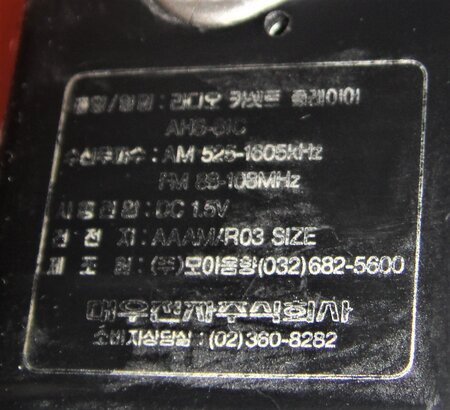 품명/형명 : 라디오 카셋트 플레이어
AHS-61C
수신주파수 : AM 525-1605kHz
FM 88-108MHz
사용전원 : DC 1.5V
건 전 지 : AAAM/R03 SIZE
제 조 원 : (주)모아음향(032)682-5600
대우전자주식회사
소비자상담실 : (02)360-8282